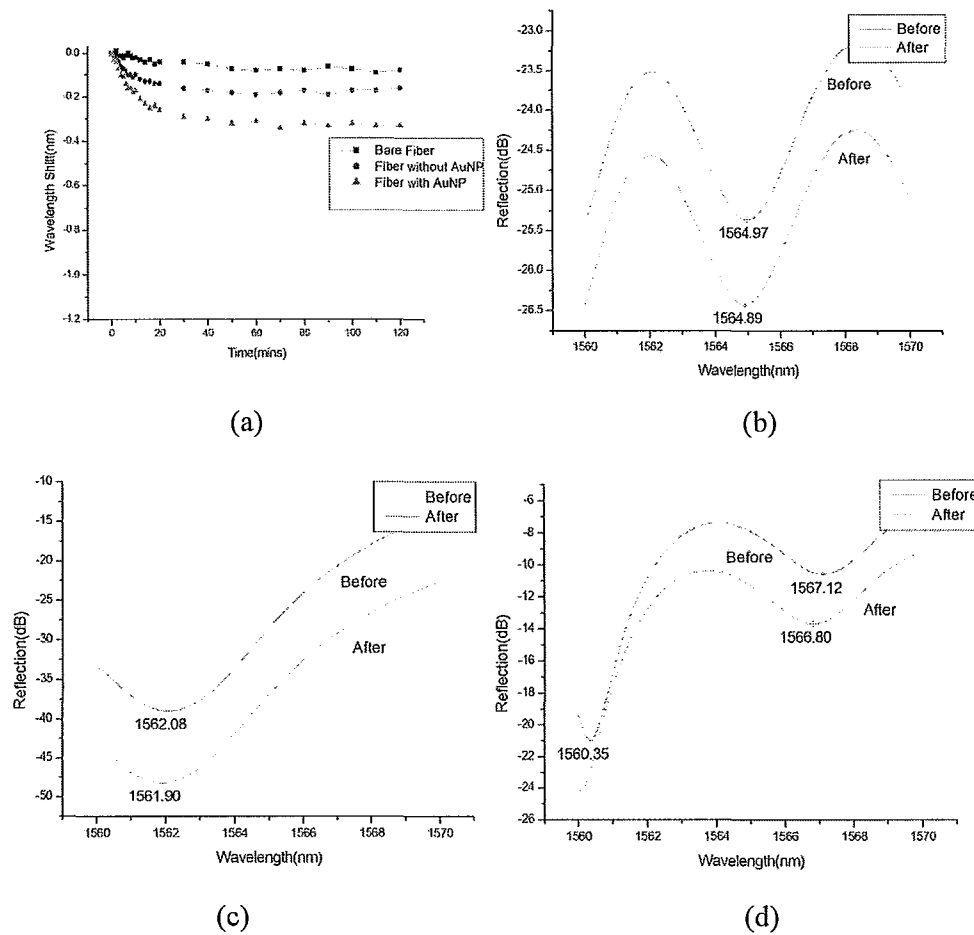 0.0
-0.2
-0.4
-0.6
-0.8
-1.0
-1.2
Wavelength Shift(nm)
0
20
40
60
80
100
120
Time(mins)
Bare Fiber
Fiber without AuNP
Fiber with AuNP
(a)
-23.0
-23.5
-24.0
-24.5
-25.0
-25.5
-26.0
-26.5
Reflection(dB)
Before
After
Before
After
1564.97
1564.89
1560
1562
1564
1566
1568
1570
Wavelength(nm)
(b)
-10
-15
-20
-25
-30
-35
-40
-45
-50
Reflection(dB)
Before
After
Before
After
1562.08
1561.90
1560
1562
1564
1566
1568
1570
Wavelength(nm)
(c)
-6
-8
-10
-12
-14
-16
-18
-20
-22
-24
-26
Reflection(dB)
Before
After
Before
1567.12
After
1566.80
1560.35
1560
1562
1564
1566
1568
1570
Wavelength(nm)
(d)